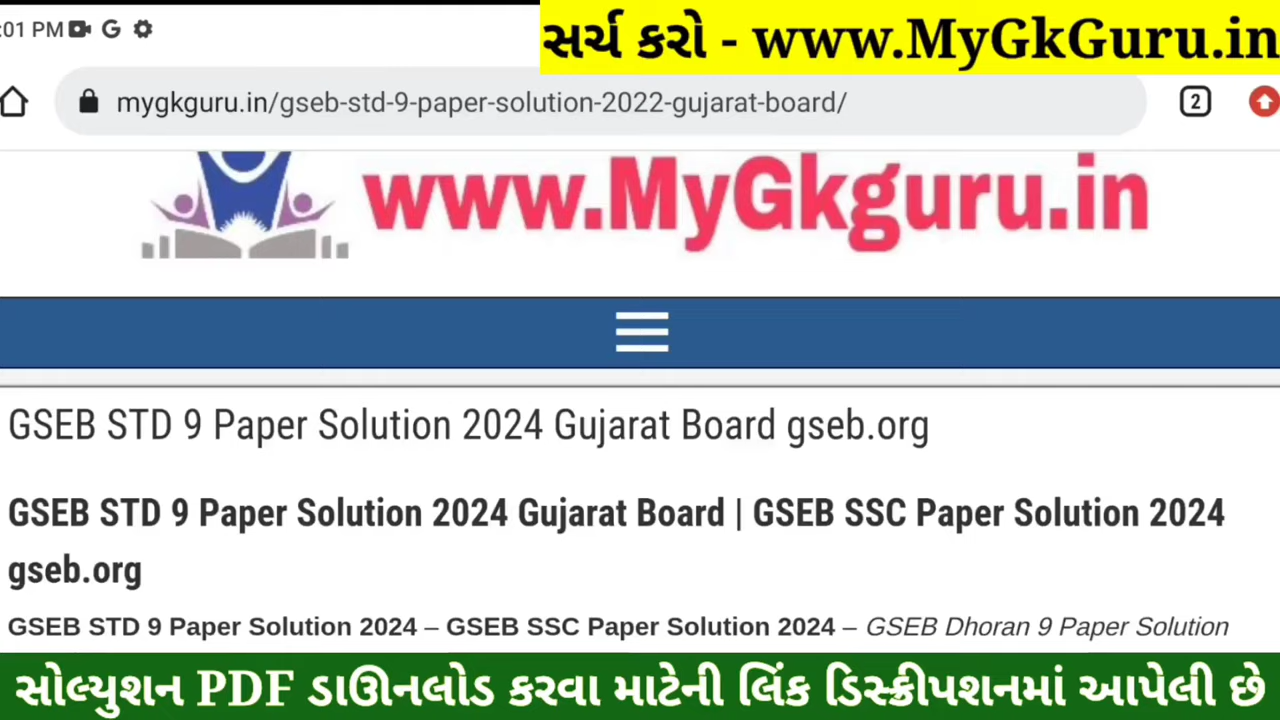 :01 PM
સર્ચ કરો - www.MyGkGuru.in
mygkguru.in/gseb-std-9-paper-solution-2022-gujarat-board/
2
www.MyGkguru.in
GSEB STD 9 Paper Solution 2024 Gujarat Board gseb.org
GSEB STD 9 Paper Solution 2024 Gujarat Board | GSEB SSC Paper Solution 2024
gseb.org
GSEB STD 9 Paper Solution 2024 – GSEB SSC Paper Solution 2024 – GSEB Dhoran 9 Paper Solution
સોલ્યુશન PDF ડાઊનલોડ કરવા માટેની લિંક ડિસ્ક્રીપશનમાં આપેલી છે